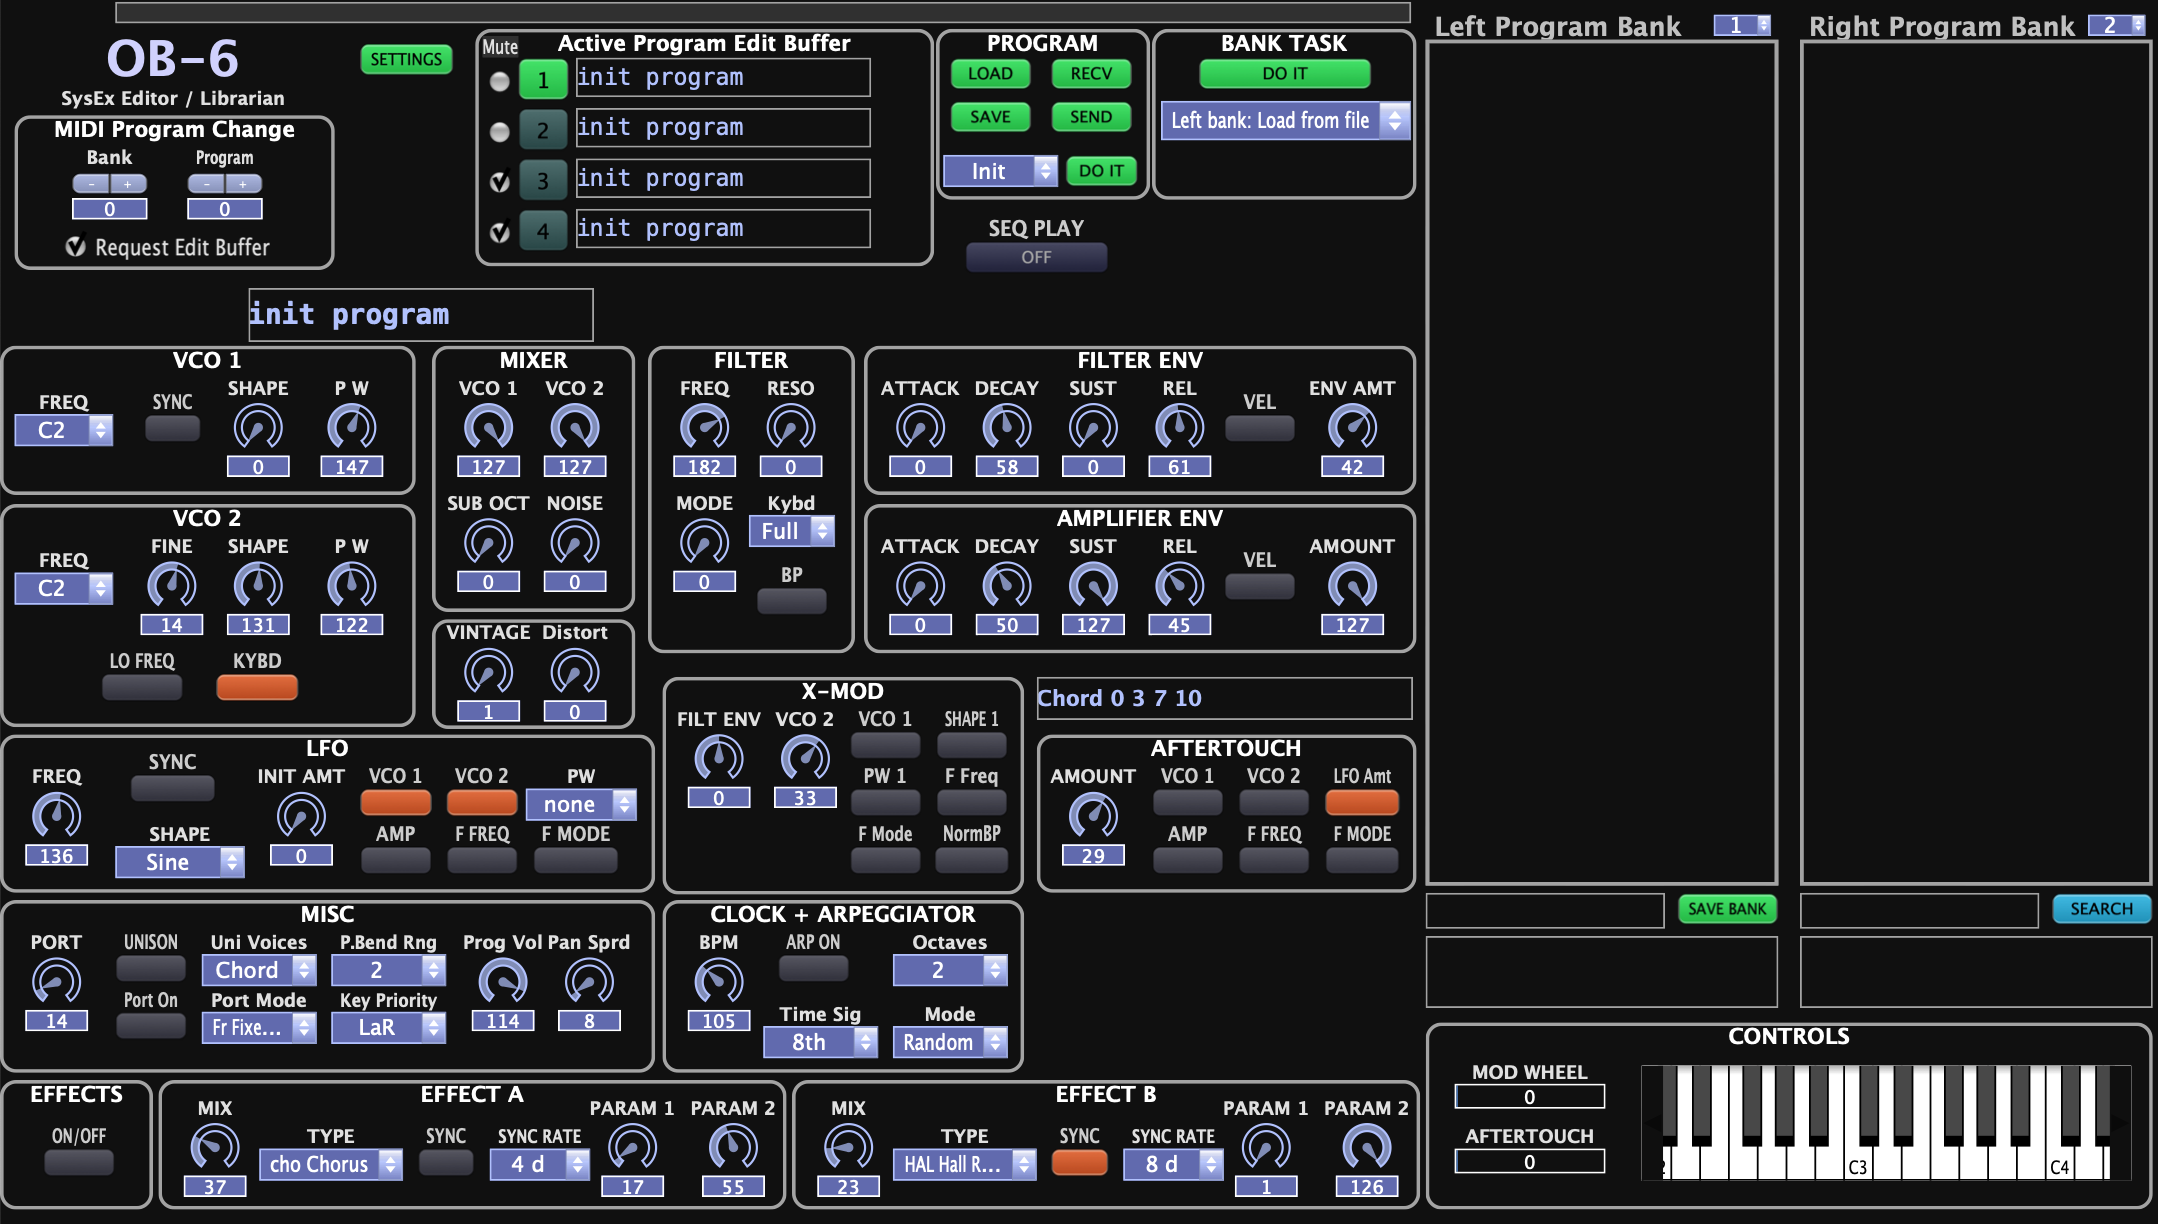 OB-6
SysEx Editor / Librarian
SETTINGS
MIDI Program Change
Bank Program
- + - +
0 0
Request Edit Buffer
Mute Active Program Edit Buffer
1 init program
2 init program
3 init program
4 init program
PROGRAM
LOAD RECV
SAVE SEND
Init DO IT
BANK TASK
DO IT
Left bank: Load from file
SEQ PLAY
OFF
Left Program Bank 1
Right Program Bank 2
init program
VCO 1
FREQ SYNC SHAPE P W
C2
0 147
VCO 2
FREQ FINE SHAPE P W
C2
14 131 122
LO FREQ KYBD
MIXER
VCO 1 VCO 2
127 127
SUB OCT NOISE
0 0
VINTAGE Distort
1 0
FILTER
FREQ RESO
182 0
MODE Kybd
Full
0
BP
FILTER ENV
ATTACK DECAY SUST REL VEL ENV AMT
0 58 0 61 42
AMPLIFIER ENV
ATTACK DECAY SUST REL VEL AMOUNT
0 50 127 45 127
LFO
FREQ SYNC INIT AMT VCO 1 VCO 2 PW
none
SHAPE AMP F FREQ F MODE
136 Sine 0
X-MOD
FILT ENV VCO 2 VCO 1 SHAPE 1
PW 1 F Freq
0 33
F Mode NormBP
Chord 0 3 7 10
AFTERTOUCH
AMOUNT VCO 1 VCO 2 LFO Amt
AMP F FREQ F MODE
29
MISC
PORT UNISON Uni Voices P.Bend Rng Prog Vol Pan Sprd
Chord 2
Port On Port Mode Key Priority
14 Fr Fixe... LaR 114 8
CLOCK + ARPEGGIATOR
BPM ARP ON Octaves
2
105 Time Sig Mode
8th Random
SAVE BANK
SEARCH
EFFECTS
ON/OFF
EFFECT A
MIX TYPE SYNC SYNC RATE PARAM 1 PARAM 2
cho Chorus 4 d
37 17 55
EFFECT B
MIX TYPE SYNC SYNC RATE PARAM 1 PARAM 2
HAL Hall R... 8 d
23 1 126
CONTROLS
MOD WHEEL
0
AFTERTOUCH
0
C3 C4